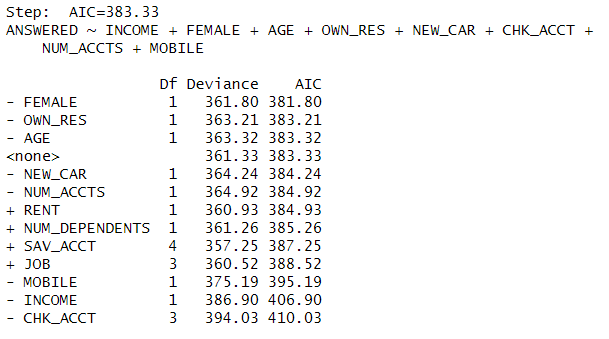 Step:  AIC=383.33
ANSWERED ~ INCOME + FEMALE + AGE + OWN_RES + NEW_CAR + CHK_ACCT +
    NUM_ACCTS + MOBILE

                 Df Deviance    AIC
- FEMALE          1   361.80 381.80
- OWN_RES         1   363.21 383.21
- AGE             1   363.32 383.32
<none>                361.33 383.33
- NEW_CAR         1   364.24 384.24
- NUM_ACCTS       1   364.92 384.92
+ RENT            1   360.93 384.93
+ NUM_DEPENDENTS  1   361.26 385.26
+ SAV_ACCT        4   357.25 387.25
+ JOB             3   360.52 388.52
- MOBILE          1   375.19 395.19
- INCOME          1   386.90 406.90
- CHK_ACCT        3   394.03 410.03